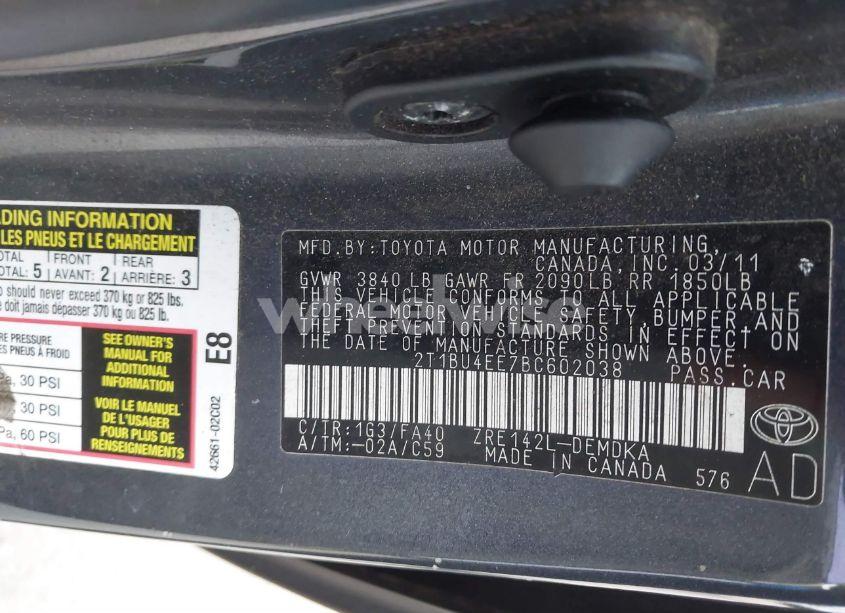 ADING INFORMATION
LES PNEUS ET LE CHARGEMENT
TOTAL FRONT REAR
TOTAL: 5 AVANT: 2 ARRIÈRE: 3
should never exceed 370 kg or 825 lbs.
e doit jamais dépasser 370 kg ou 825 lb.
PRESSURE
PNEUS À FROID
30 PSI
30 PSI
60 PSI
SEE OWNER'S
MANUAL FOR
ADDITIONAL
INFORMATION
VOIR LE MANUEL
DE L'USAGER
POUR PLUS DE
RENSEIGNEMENTS
E8
42661-02C02
MFD.BY:TOYOTA MOTOR MANUFACTURING,
CANADA, INC. 03/11
GVWR 3840 LB GAWR FR 2090LB RR 1850LB
THIS VEHICLE CONFORMS TO ALL APPLICABLE
FEDERAL MOTOR VEHICLE SAFETY, BUMPER, AND
THEFT PREVENTION STANDARDS IN EFFECT ON
THE DATE OF MANUFACTURE SHOWN ABOVE.
2T1BU4EE7BC602038 PASS.CAR
C/TR:1G3/FA40 ZRE142L-DEMDKA
A/TM:-02A/C59 MADE IN CANADA 576
AD
wheelwise